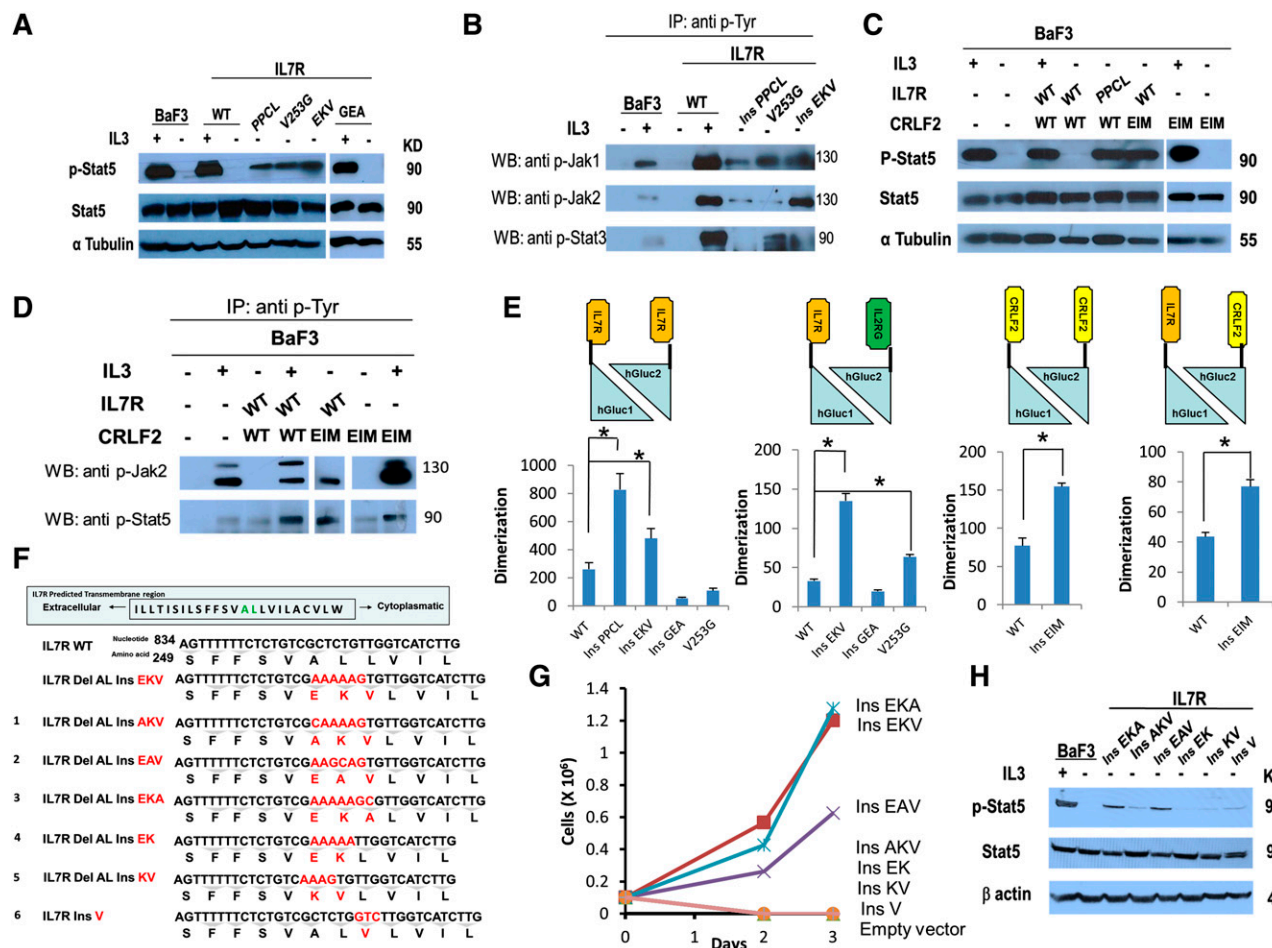 A
IL7R
BaF3 WT PPCL V253G EKV GEA
IL3 + - + - - - - + - KD
p-Stat5 90
Stat5 90
α Tubulin 55
B
IP: anti p-Tyr
IL7R
BaF3 WT Ins PPCL V253G Ins EKV
IL3 - + - + - - -
WB: anti p-Jak1 130
WB: anti p-Jak2 130
WB: anti p-Stat3 90
C
BaF3
IL3 + - + - - - + -
IL7R - - WT WT PPCL WT - -
CRLF2 - - WT WT WT EIM EIM EIM
P-Stat5 90
Stat5 90
α Tubulin 55
D
IP: anti p-Tyr
BaF3
IL3 - + - + - - +
IL7R - - WT WT WT - -
CRLF2 - - WT WT EIM EIM EIM
WB: anti p-Jak2 130
WB: anti p-Stat5 90
E
IL7R IL7R
hGluc2
hGluc1
Dimerization
1000
800
600
400
200
0
* *
WT Ins PPCL Ins EKV Ins GEA V253G
IL7R IL2RG
hGluc2
hGluc1
Dimerization
200
150
100
50
0
* *
WT Ins EKV Ins GEA V253G
CRLF2 CRLF2
hGluc2
hGluc1
Dimerization
200
150
100
50
0
*
WT Ins EIM
IL7R CRLF2
hGluc2
hGluc1
Dimerization
100
80
60
40
20
0
*
WT Ins EIM
F
IL7R Predicted Transmembrane region
Extracellular ILLTISILSFFSVALLVILACVLW Cytoplasmatic
IL7R WT Nucleotide 834 AGTTTTTTCTCTGTCGCTCTGTTGGTCATCTTG
Amino acid 249 S F F S V A L L V I L
IL7R Del AL Ins EKV AGTTTTTTCTCTGTCGAAAAAGTGTTGGTCATCTTG
S F F S V E K V L V I L
1 IL7R Del AL Ins AKV AGTTTTTTCTCTGTCGCAAAAGTGTTGGTCATCTTG
S F F S V A K V L V I L
2 IL7R Del AL Ins EAV AGTTTTTTCTCTGTCGAAGCAGTGTTGGTCATCTTG
S F F S V E A V L V I L
3 IL7R Del AL Ins EKA AGTTTTTTCTCTGTCGAAAAAGCGTTGGTCATCTTG
S F F S V E K A L V I L
4 IL7R Del AL Ins EK AGTTTTTTCTCTGTCGAAAAATTGGTCATCTTG
S F F S V E K L V I L
5 IL7R Del AL Ins KV AGTTTTTTCTCTGTCAAAGTGTTGGTCATCTTG
S F F S V K V L V I L
6 IL7R Ins V AGTTTTTTCTCTGTCGCTCTGGTCTTGGTCATCTTG
S F F S V A L V L V I L
G
Cells (X 10⁶)
1.4
1.2
1.0
0.8
0.6
0.4
0.2
0
0 2 3
Days
Ins EKA
Ins EKV
Ins EAV
Ins AKV
Ins EK
Ins KV
Ins V
Empty vector
H
IL7R
BaF3 Ins EKA Ins AKV Ins EAV Ins EK Ins KV Ins V
IL3 + - - - - - - - K
p-Stat5 9
Stat5 9
β actin 4